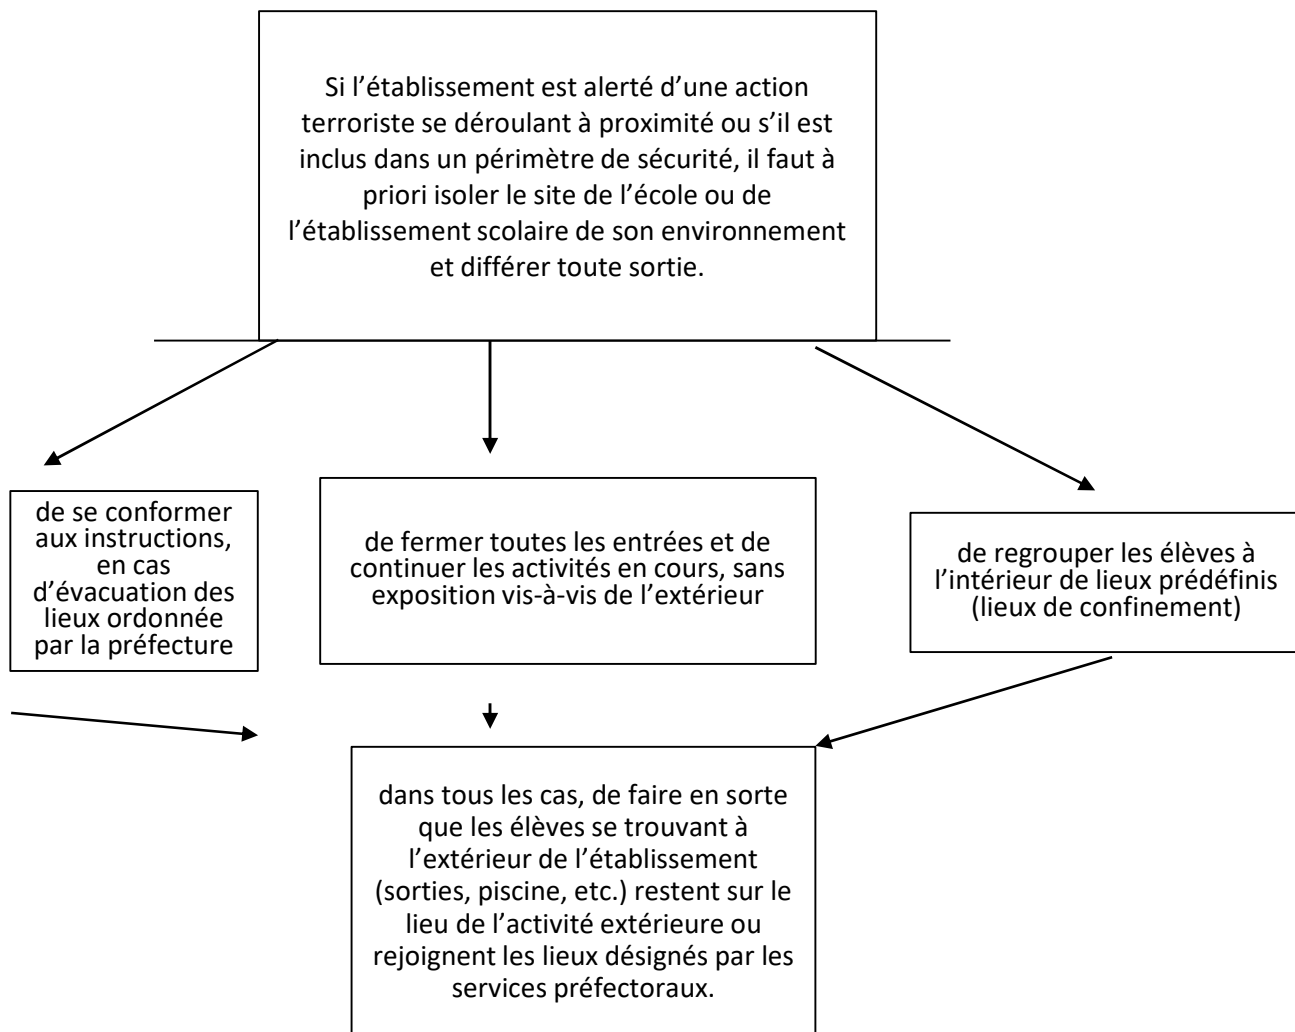 Si l’établissement est alerté d’une action
terroriste se déroulant à proximité ou s’il est
inclus dans un périmètre de sécurité, il faut à
priori isoler le site de l’école ou de
l’établissement scolaire de son environnement
et différer toute sortie.
de se conformer
aux instructions,
en cas
d’évacuation des
lieux ordonnée
par la préfecture
de fermer toutes les entrées et de
continuer les activités en cours, sans
exposition vis-à-vis de l’extérieur
de regrouper les élèves à
l’intérieur de lieux prédéfinis
(lieux de confinement)
dans tous les cas, de faire en sorte
que les élèves se trouvant à
l’extérieur de l’établissement
(sorties, piscine, etc.) restent sur le
lieu de l’activité extérieure ou
rejoignent les lieux désignés par les
services préfectoraux.